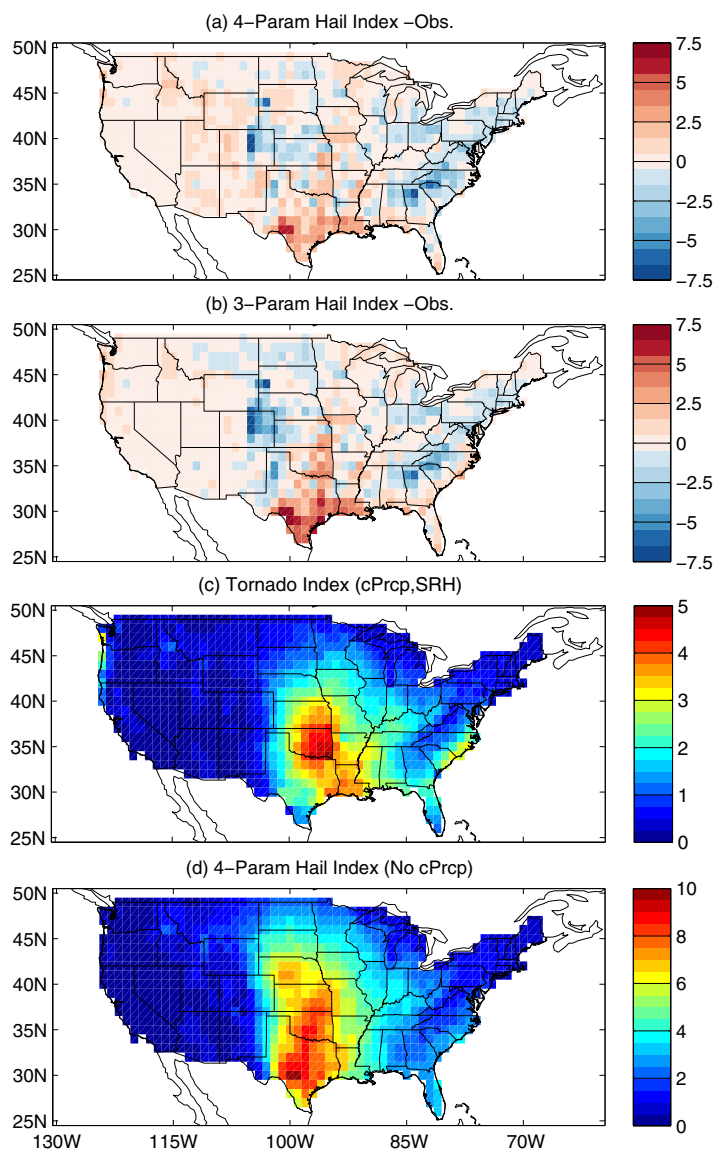 (a) 4−Param Hail Index −Obs.
50N
45N
40N
35N
30N
25N
7.5
5
2.5
0
−2.5
−5
−7.5
(b) 3−Param Hail Index −Obs.
50N
45N
40N
35N
30N
25N
7.5
5
2.5
0
−2.5
−5
−7.5
(c) Tornado Index (cPrcp,SRH)
50N
45N
40N
35N
30N
25N
5
4
3
2
1
0
(d) 4−Param Hail Index (No cPrcp)
50N
45N
40N
35N
30N
25N
10
8
6
4
2
0
130W 115W 100W 85W 70W